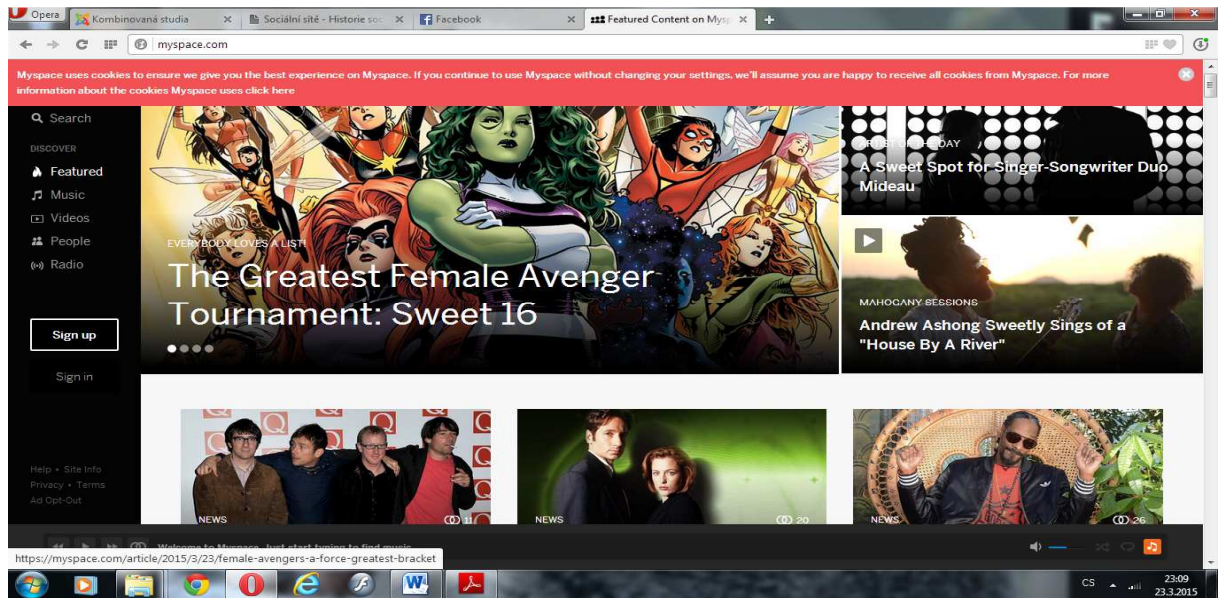 Opera
Kombinovaná studia
Sociální sítě - Historie soc
Facebook
Featured Content on Mys
myspace.com
Myspace uses cookies to ensure we give you the best experience on Myspace. If you continue to use Myspace without changing your settings, we'll assume you are happy to receive all cookies from Myspace. For more
information about the cookies Myspace uses click here
Search
DISCOVER
Featured
Music
Videos
People
Radio
Sign up
Sign in
Help • Site Info
Privacy • Terms
Ad Opt-Out
EVERYBODY LOVES A LIST!
The Greatest Female Avenger
Tournament: Sweet 16
ARTIST OF THE DAY
A Sweet Spot for Singer-Songwriter Duo
Mideau
MAHOGANY SESSIONS
Andrew Ashong Sweetly Sings of a
"House By A River"
NEWS
11
NEWS
20
NEWS
26
Welcome to Myspace. Just start typing to find music
https://myspace.com/article/2015/3/23/female-avengers-a-force-greatest-bracket
CS
23:09
23.3.2015